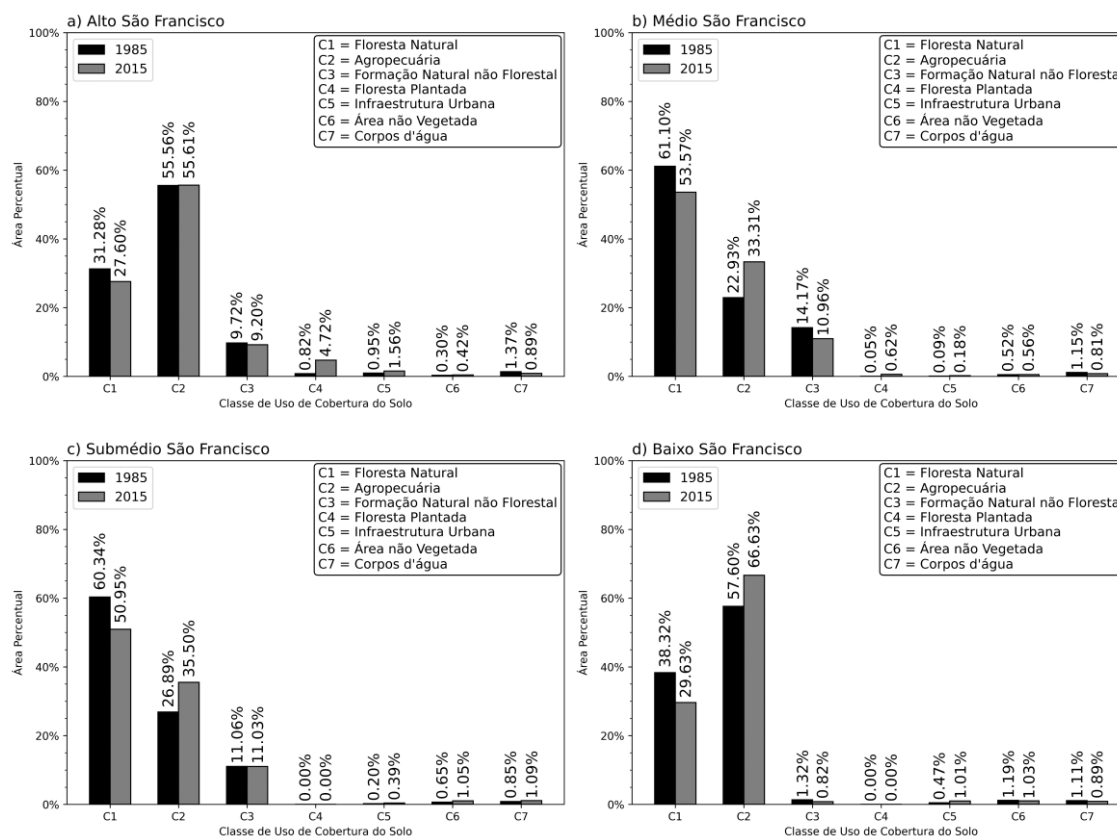 a) Alto São Francisco
100%
80%
60%
40%
20%
0%
Área Percentual
1985
2015
C1 = Floresta Natural
C2 = Agropecuária
C3 = Formação Natural não Florestal
C4 = Floresta Plantada
C5 = Infraestrutura Urbana
C6 = Área não Vegetada
C7 = Corpos d'água
31.28%
27.60%
55.56%
55.61%
9.72%
9.20%
0.82%
4.72%
0.95%
1.56%
0.30%
0.42%
1.37%
0.89%
C1 C2 C3 C4 C5 C6 C7
Classe de Uso de Cobertura do Solo
b) Médio São Francisco
100%
80%
60%
40%
20%
0%
Área Percentual
1985
2015
C1 = Floresta Natural
C2 = Agropecuária
C3 = Formação Natural não Florestal
C4 = Floresta Plantada
C5 = Infraestrutura Urbana
C6 = Área não Vegetada
C7 = Corpos d'água
61.10%
53.57%
22.93%
33.31%
14.17%
10.96%
0.05%
0.62%
0.09%
0.18%
0.52%
0.56%
1.15%
0.81%
C1 C2 C3 C4 C5 C6 C7
Classe de Uso de Cobertura do Solo
c) Submédio São Francisco
100%
80%
60%
40%
20%
0%
Área Percentual
1985
2015
C1 = Floresta Natural
C2 = Agropecuária
C3 = Formação Natural não Florestal
C4 = Floresta Plantada
C5 = Infraestrutura Urbana
C6 = Área não Vegetada
C7 = Corpos d'água
60.34%
50.95%
26.89%
35.50%
11.06%
11.03%
0.00%
0.00%
0.20%
0.39%
0.65%
1.05%
0.85%
1.09%
C1 C2 C3 C4 C5 C6 C7
Classe de Uso de Cobertura do Solo
d) Baixo São Francisco
100%
80%
60%
40%
20%
0%
Área Percentual
1985
2015
C1 = Floresta Natural
C2 = Agropecuária
C3 = Formação Natural não Florestal
C4 = Floresta Plantada
C5 = Infraestrutura Urbana
C6 = Área não Vegetada
C7 = Corpos d'água
38.32%
29.63%
57.60%
66.63%
1.32%
0.82%
0.00%
0.00%
0.47%
1.01%
1.19%
1.03%
1.11%
0.89%
C1 C2 C3 C4 C5 C6 C7
Classe de Uso de Cobertura do Solo